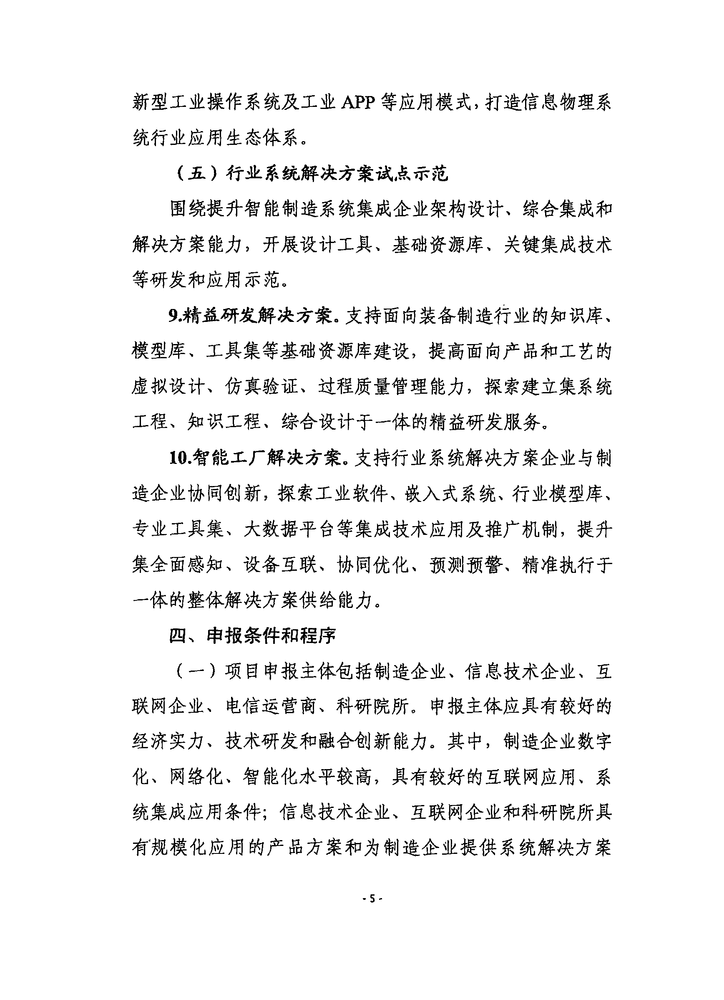 新型工业操作系统及工业 APP 等应用模式，打造信息物理系
统行业应用生态体系。
（五）行业系统解决方案试点示范
围绕提升智能制造系统集成企业架构设计、综合集成和
解决方案能力，开展设计工具、基础资源库、关键集成技术
等研发和应用示范。
9.精益研发解决方案。支持面向装备制造行业的知识库、
模型库、工具集等基础资源库建设，提高面向产品和工艺的
虚拟设计、仿真验证、过程质量管理能力，探索建立集系统
工程、知识工程、综合设计于一体的精益研发服务。
10.智能工厂解决方案。支持行业系统解决方案企业与制
造企业协同创新，探索工业软件、嵌入式系统、行业模型库、
专业工具集、大数据平台等集成技术应用及推广机制，提升
集全面感知、设备互联、协同优化、预测预警、精准执行于
一体的整体解决方案供给能力。
四、申报条件和程序
（一）项目申报主体包括制造企业、信息技术企业、互
联网企业、电信运营商、科研院所。申报主体应具有较好的
经济实力、技术研发和融合创新能力。其中，制造企业数字
化、网络化、智能化水平较高，具有较好的互联网应用、系
统集成应用条件；信息技术企业、互联网企业和科研院所具
有规模化应用的产品方案和为制造企业提供系统解决方案
- 5 -